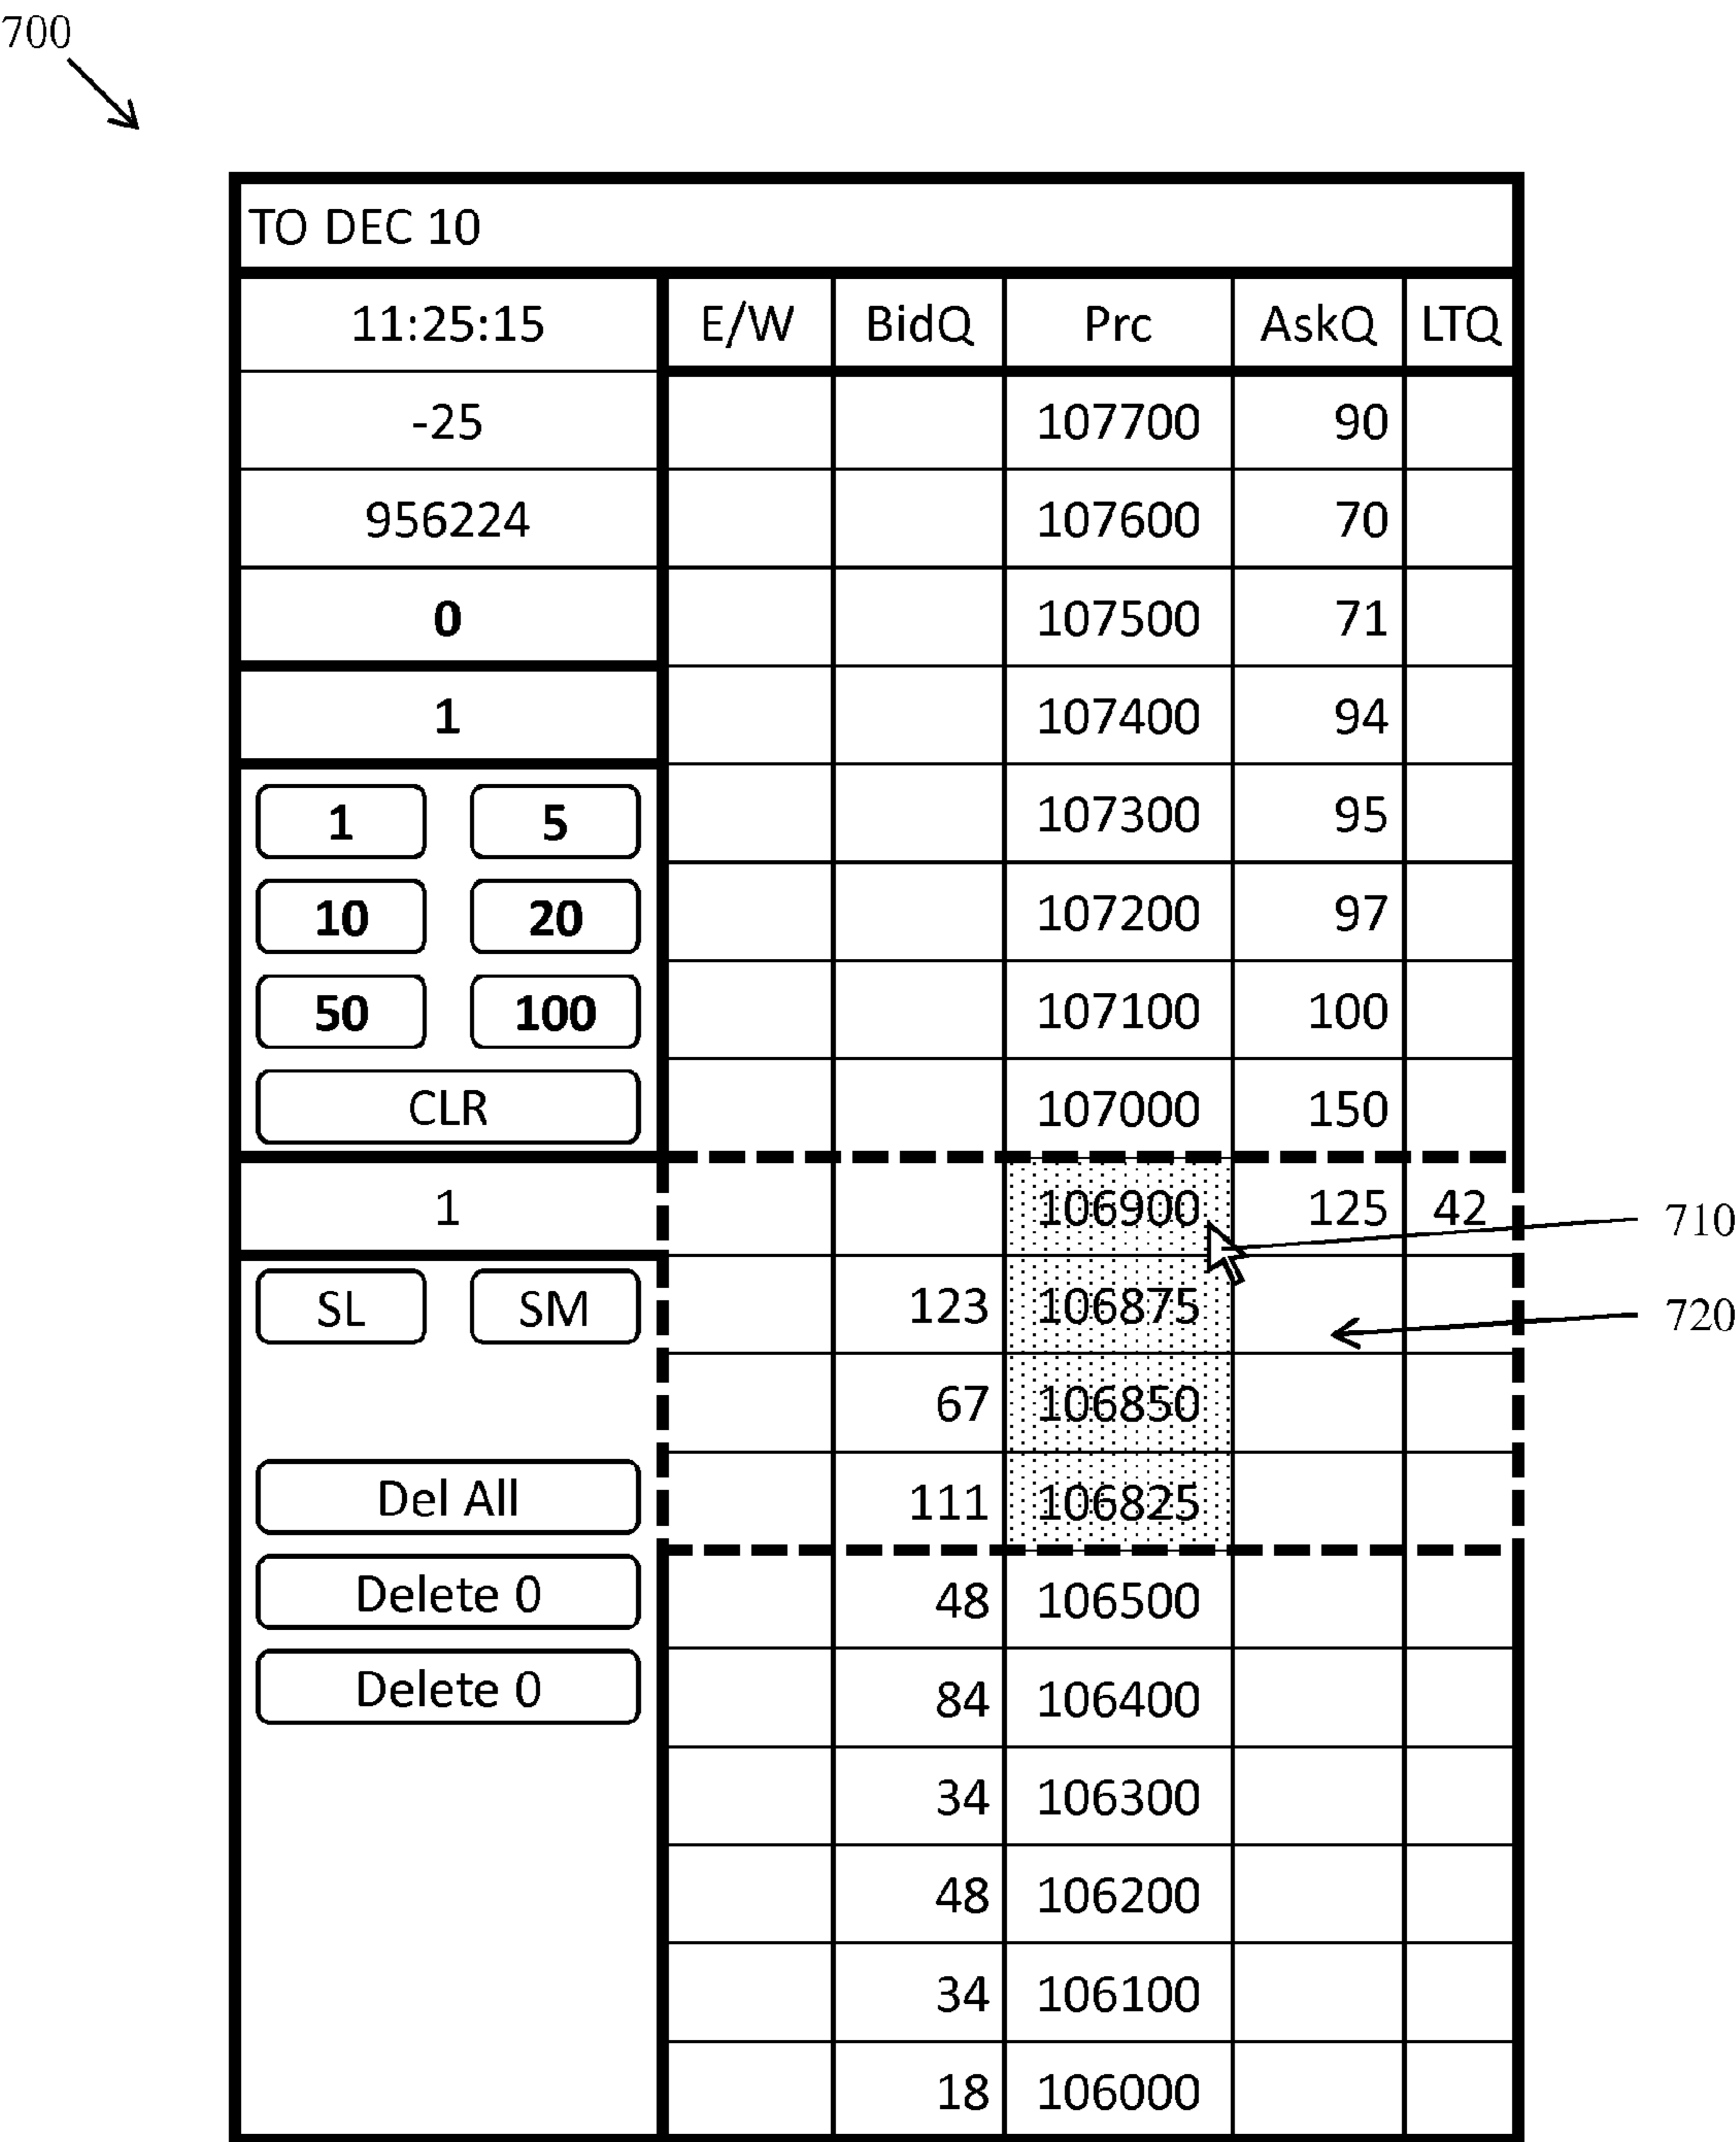 700
TO DEC 10
11:25:15 E/W BidQ Prc AskQ LTQ
-25 107700 90
956224 107600 70
0 107500 71
1 107400 94
1 5 107300 95
10 20 107200 97
50 100 107100 100
CLR 107000 150
1 106900 125 42 710
SL SM 123 106875 720
67 106850
Del All 111 106825
Delete 0 48 106500
Delete 0 84 106400
34 106300
48 106200
34 106100
18 106000